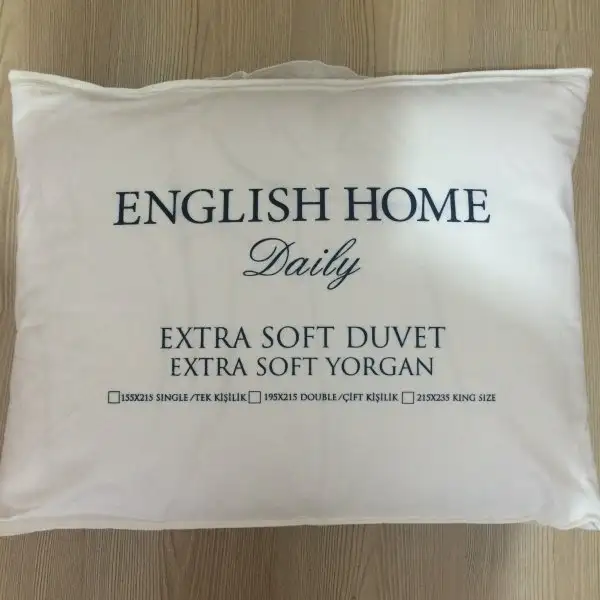 ENGLISH HOME
Daily
EXTRA SOFT DUVET
EXTRA SOFT YORGAN
155X215 SINGLE/TEK KİŞİLİK 195X215 DOUBLE/ÇİFT KİŞİLİK 215X235 KING SIZE